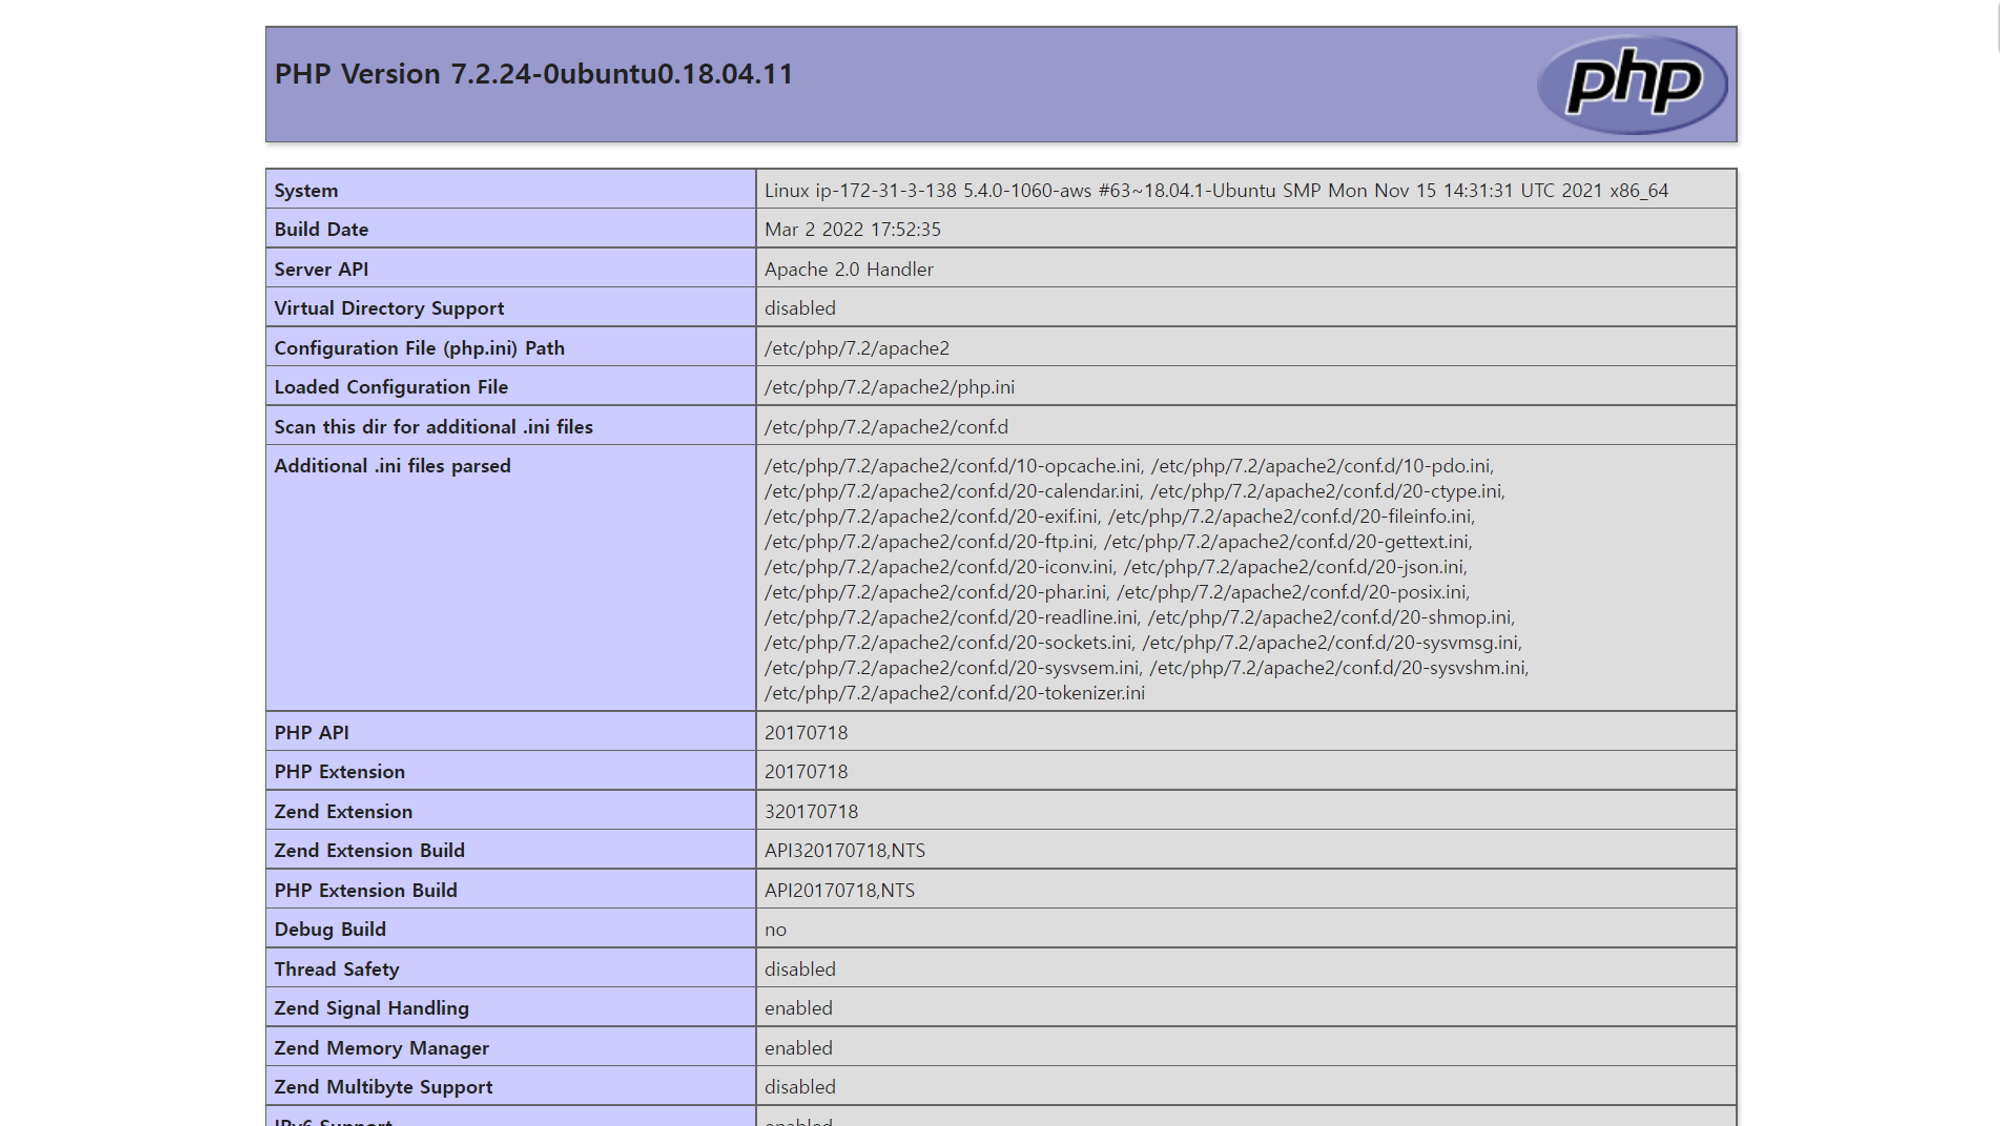 PHP Version 7.2.24-0ubuntu0.18.04.11
php
System Linux ip-172-31-3-138 5.4.0-1060-aws #63~18.04.1-Ubuntu SMP Mon Nov 15 14:31:31 UTC 2021 x86_64
Build Date Mar 2 2022 17:52:35
Server API Apache 2.0 Handler
Virtual Directory Support disabled
Configuration File (php.ini) Path /etc/php/7.2/apache2
Loaded Configuration File /etc/php/7.2/apache2/php.ini
Scan this dir for additional .ini files /etc/php/7.2/apache2/conf.d
Additional .ini files parsed /etc/php/7.2/apache2/conf.d/10-opcache.ini, /etc/php/7.2/apache2/conf.d/10-pdo.ini,
/etc/php/7.2/apache2/conf.d/20-calendar.ini, /etc/php/7.2/apache2/conf.d/20-ctype.ini,
/etc/php/7.2/apache2/conf.d/20-exif.ini, /etc/php/7.2/apache2/conf.d/20-fileinfo.ini,
/etc/php/7.2/apache2/conf.d/20-ftp.ini, /etc/php/7.2/apache2/conf.d/20-gettext.ini,
/etc/php/7.2/apache2/conf.d/20-iconv.ini, /etc/php/7.2/apache2/conf.d/20-json.ini,
/etc/php/7.2/apache2/conf.d/20-phar.ini, /etc/php/7.2/apache2/conf.d/20-posix.ini,
/etc/php/7.2/apache2/conf.d/20-readline.ini, /etc/php/7.2/apache2/conf.d/20-shmop.ini,
/etc/php/7.2/apache2/conf.d/20-sockets.ini, /etc/php/7.2/apache2/conf.d/20-sysvmsg.ini,
/etc/php/7.2/apache2/conf.d/20-sysvsem.ini, /etc/php/7.2/apache2/conf.d/20-sysvshm.ini,
/etc/php/7.2/apache2/conf.d/20-tokenizer.ini
PHP API 20170718
PHP Extension 20170718
Zend Extension 320170718
Zend Extension Build API320170718,NTS
PHP Extension Build API20170718,NTS
Debug Build no
Thread Safety disabled
Zend Signal Handling enabled
Zend Memory Manager enabled
Zend Multibyte Support disabled
IPv6 Support enabled